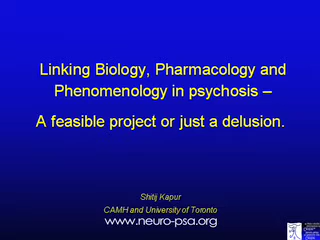 Linking Biology, Pharmacology and
Phenomenology in psychosis –
A feasible project or just a delusion.
Shitij Kapur
CAMH and University of Toronto
www.neuro-psa.org